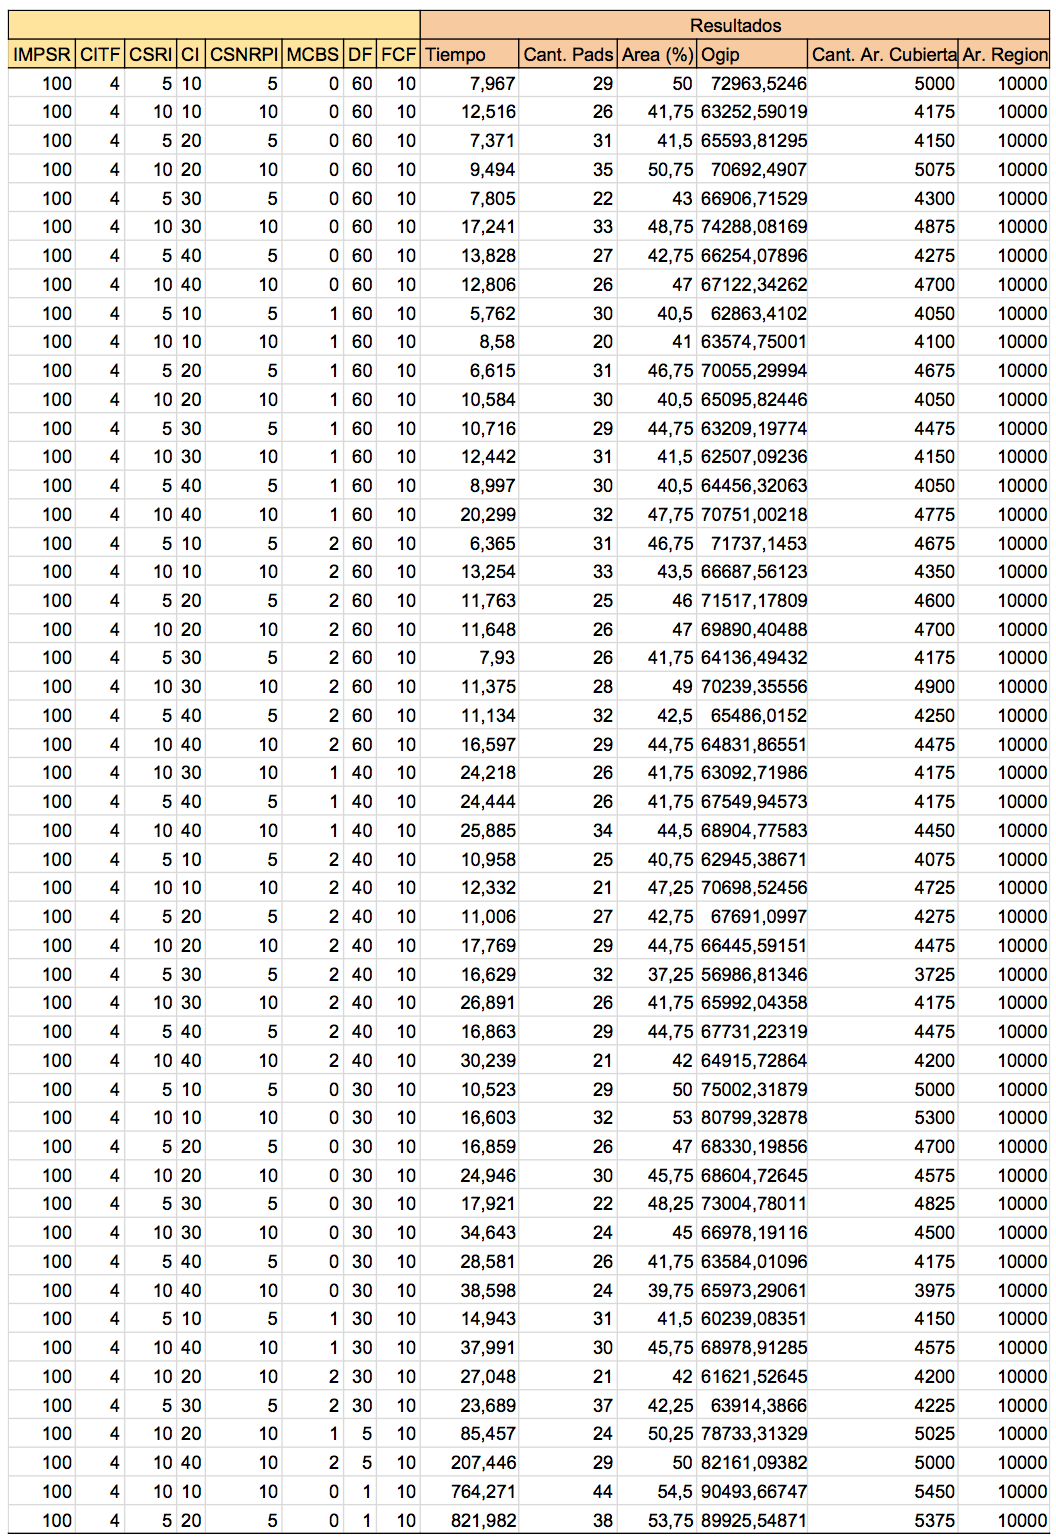 Resultados
IMPSR CITF CSRI CI CSNRPI MCBS DF FCF Tiempo Cant. Pads Area (%) Ogip Cant. Ar. Cubierta Ar. Region
100 4 5 10 5 0 60 10 7,967 29 50 72963,5246 5000 10000
100 4 10 10 10 0 60 10 12,516 26 41,75 63252,59019 4175 10000
100 4 5 20 5 0 60 10 7,371 31 41,5 65593,81295 4150 10000
100 4 10 20 10 0 60 10 9,494 35 50,75 70692,4907 5075 10000
100 4 5 30 5 0 60 10 7,805 22 43 66906,71529 4300 10000
100 4 10 30 10 0 60 10 17,241 33 48,75 74288,08169 4875 10000
100 4 5 40 5 0 60 10 13,828 27 42,75 66254,07896 4275 10000
100 4 10 40 10 0 60 10 12,806 26 47 67122,34262 4700 10000
100 4 5 10 5 1 60 10 5,762 30 40,5 62863,4102 4050 10000
100 4 10 10 10 1 60 10 8,58 20 41 63574,75001 4100 10000
100 4 5 20 5 1 60 10 6,615 31 46,75 70055,29994 4675 10000
100 4 10 20 10 1 60 10 10,584 30 40,5 65095,82446 4050 10000
100 4 5 30 5 1 60 10 10,716 29 44,75 63209,19774 4475 10000
100 4 10 30 10 1 60 10 12,442 31 41,5 62507,09236 4150 10000
100 4 5 40 5 1 60 10 8,997 30 40,5 64456,32063 4050 10000
100 4 10 40 10 1 60 10 20,299 32 47,75 70751,00218 4775 10000
100 4 5 10 5 2 60 10 6,365 31 46,75 71737,1453 4675 10000
100 4 10 10 10 2 60 10 13,254 33 43,5 66687,56123 4350 10000
100 4 5 20 5 2 60 10 11,763 25 46 71517,17809 4600 10000
100 4 10 20 10 2 60 10 11,648 26 47 69890,40488 4700 10000
100 4 5 30 5 2 60 10 7,93 26 41,75 64136,49432 4175 10000
100 4 10 30 10 2 60 10 11,375 28 49 70239,35556 4900 10000
100 4 5 40 5 2 60 10 11,134 32 42,5 65486,0152 4250 10000
100 4 10 40 10 2 60 10 16,597 29 44,75 64831,86551 4475 10000
100 4 10 30 10 1 40 10 24,218 26 41,75 63092,71986 4175 10000
100 4 5 40 5 1 40 10 24,444 26 41,75 67549,94573 4175 10000
100 4 10 40 10 1 40 10 25,885 34 44,5 68904,77583 4450 10000
100 4 5 10 5 2 40 10 10,958 25 40,75 62945,38671 4075 10000
100 4 10 10 10 2 40 10 12,332 21 47,25 70698,52456 4725 10000
100 4 5 20 5 2 40 10 11,006 27 42,75 67691,0997 4275 10000
100 4 10 20 10 2 40 10 17,769 29 44,75 66445,59151 4475 10000
100 4 5 30 5 2 40 10 16,629 32 37,25 56986,81346 3725 10000
100 4 10 30 10 2 40 10 26,891 26 41,75 65992,04358 4175 10000
100 4 5 40 5 2 40 10 16,863 29 44,75 67731,22319 4475 10000
100 4 10 40 10 2 40 10 30,239 21 42 64915,72864 4200 10000
100 4 5 10 5 0 30 10 10,523 29 50 75002,31879 5000 10000
100 4 10 10 10 0 30 10 16,603 32 53 80799,32878 5300 10000
100 4 5 20 5 0 30 10 16,859 26 47 68330,19856 4700 10000
100 4 10 20 10 0 30 10 24,946 30 45,75 68604,72645 4575 10000
100 4 5 30 5 0 30 10 17,921 22 48,25 73004,78011 4825 10000
100 4 10 30 10 0 30 10 34,643 24 45 66978,19116 4500 10000
100 4 5 40 5 0 30 10 28,581 26 41,75 63584,01096 4175 10000
100 4 10 40 10 0 30 10 38,598 24 39,75 65973,29061 3975 10000
100 4 5 10 5 1 30 10 14,943 31 41,5 60239,08351 4150 10000
100 4 10 40 10 1 30 10 37,991 30 45,75 68978,91285 4575 10000
100 4 10 20 10 2 30 10 27,048 21 42 61621,52645 4200 10000
100 4 5 30 5 2 30 10 23,689 37 42,25 63914,3866 4225 10000
100 4 10 20 10 1 5 10 85,457 24 50,25 78733,31329 5025 10000
100 4 10 40 10 2 5 10 207,446 29 50 82161,09382 5000 10000
100 4 10 10 10 0 1 10 764,271 44 54,5 90493,66747 5450 10000
100 4 5 20 5 0 1 10 821,982 38 53,75 89925,54871 5375 10000